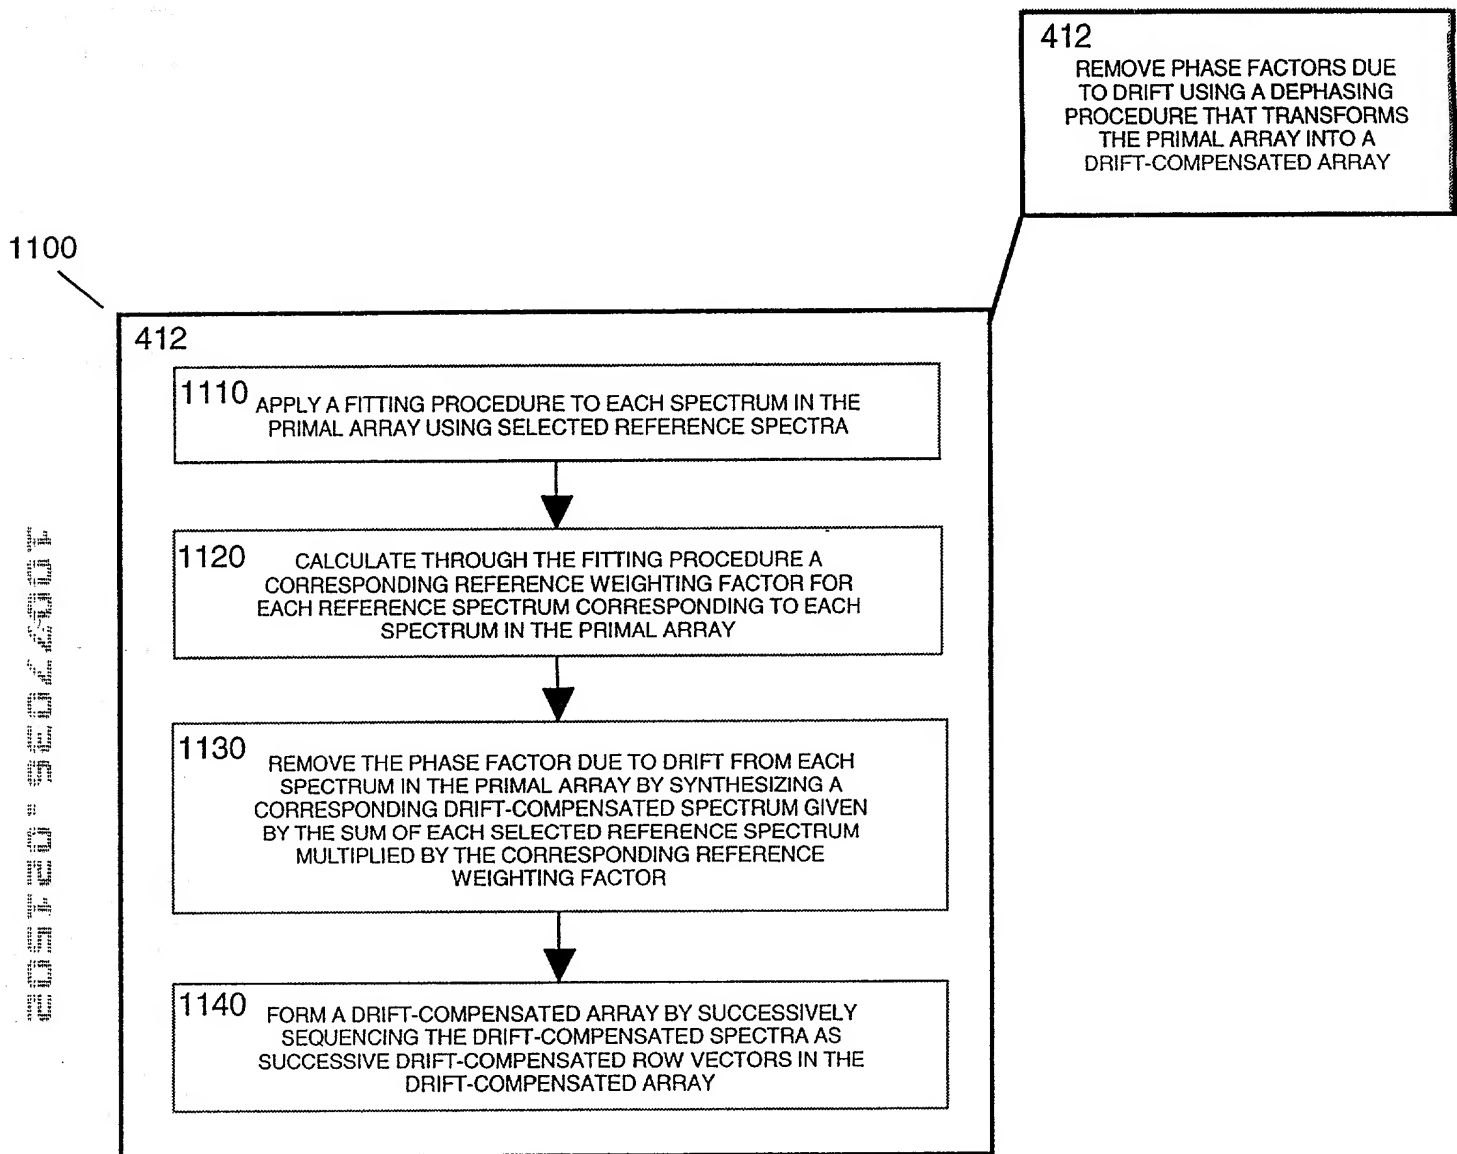 412
REMOVE PHASE FACTORS DUE
TO DRIFT USING A DEPHASING
PROCEDURE THAT TRANSFORMS
THE PRIMAL ARRAY INTO A
DRIFT-COMPENSATED ARRAY
1100
412
1110 APPLY A FITTING PROCEDURE TO EACH SPECTRUM IN THE
PRIMAL ARRAY USING SELECTED REFERENCE SPECTRA
1120 CALCULATE THROUGH THE FITTING PROCEDURE A
CORRESPONDING REFERENCE WEIGHTING FACTOR FOR
EACH REFERENCE SPECTRUM CORRESPONDING TO EACH
SPECTRUM IN THE PRIMAL ARRAY
1130 REMOVE THE PHASE FACTOR DUE TO DRIFT FROM EACH
SPECTRUM IN THE PRIMAL ARRAY BY SYNTHESIZING A
CORRESPONDING DRIFT-COMPENSATED SPECTRUM GIVEN
BY THE SUM OF EACH SELECTED REFERENCE SPECTRUM
MULTIPLIED BY THE CORRESPONDING REFERENCE
WEIGHTING FACTOR
1140 FORM A DRIFT-COMPENSATED ARRAY BY SUCCESSIVELY
SEQUENCING THE DRIFT-COMPENSATED SPECTRA AS
SUCCESSIVE DRIFT-COMPENSATED ROW VECTORS IN THE
DRIFT-COMPENSATED ARRAY